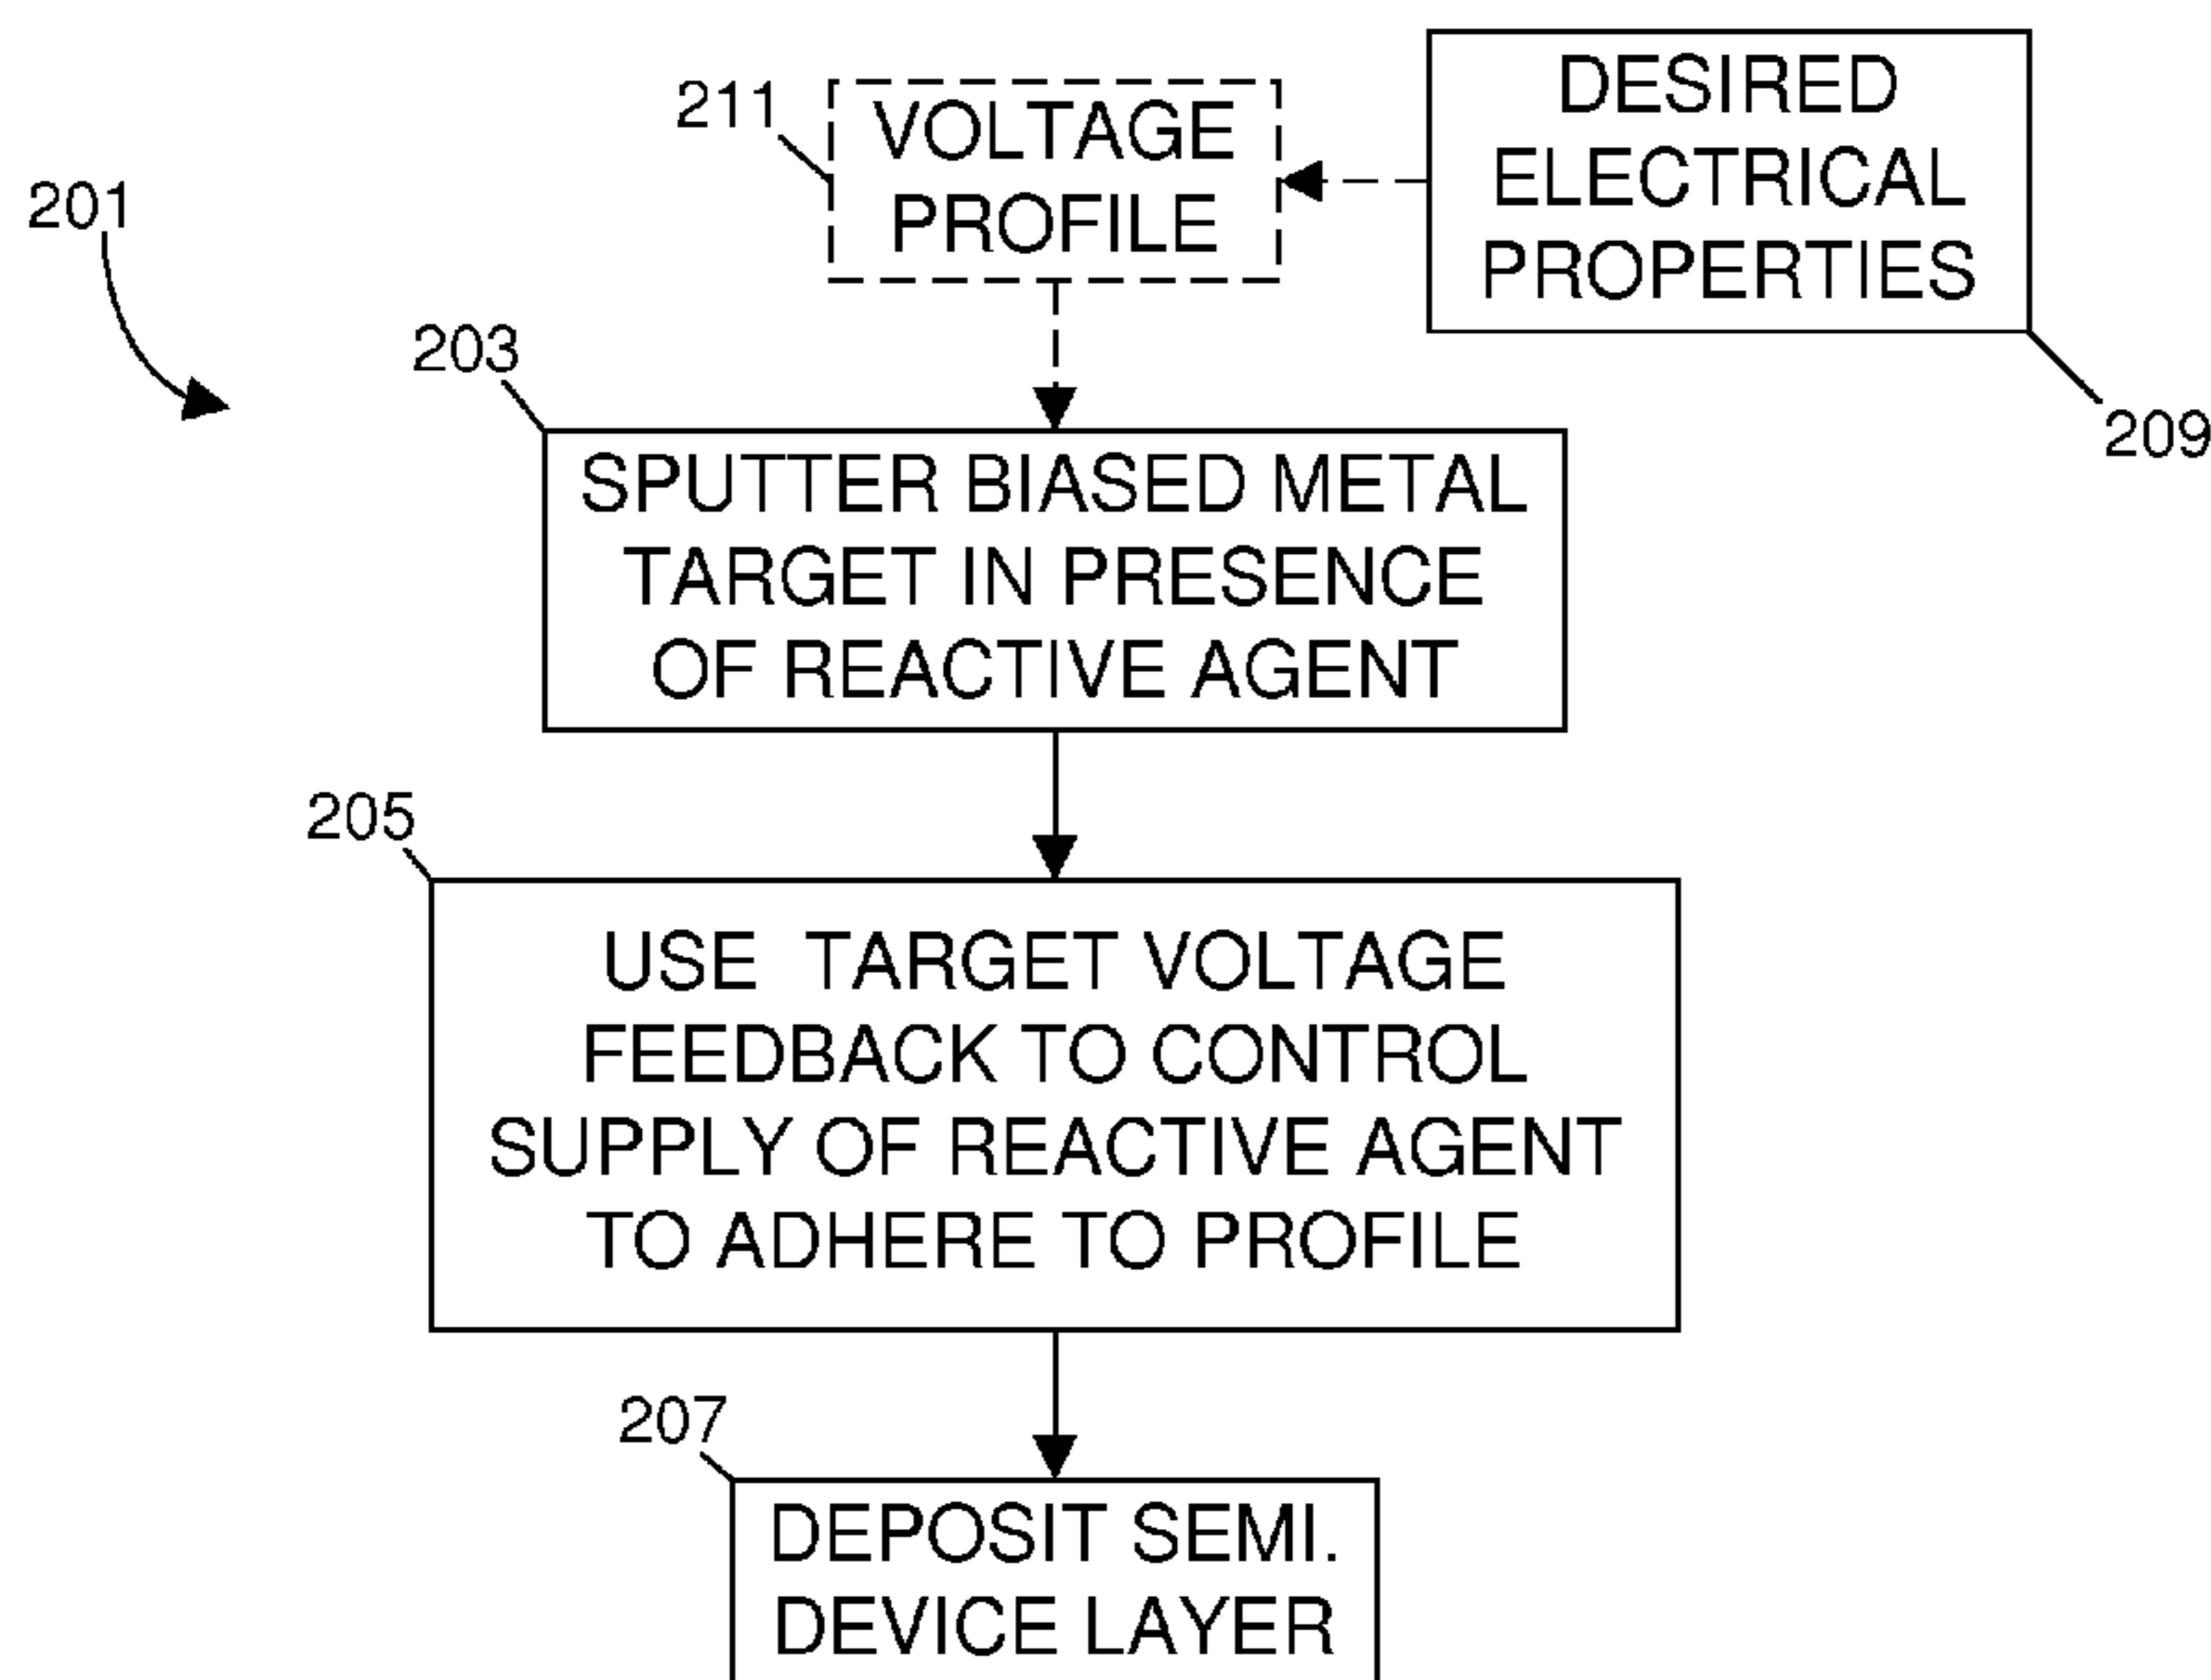 211
VOLTAGE
PROFILE
DESIRED
ELECTRICAL
PROPERTIES
201
203
209
SPUTTER BIASED METAL
TARGET IN PRESENCE
OF REACTIVE AGENT
205
USE TARGET VOLTAGE
FEEDBACK TO CONTROL
SUPPLY OF REACTIVE AGENT
TO ADHERE TO PROFILE
207
DEPOSIT SEMI.
DEVICE LAYER